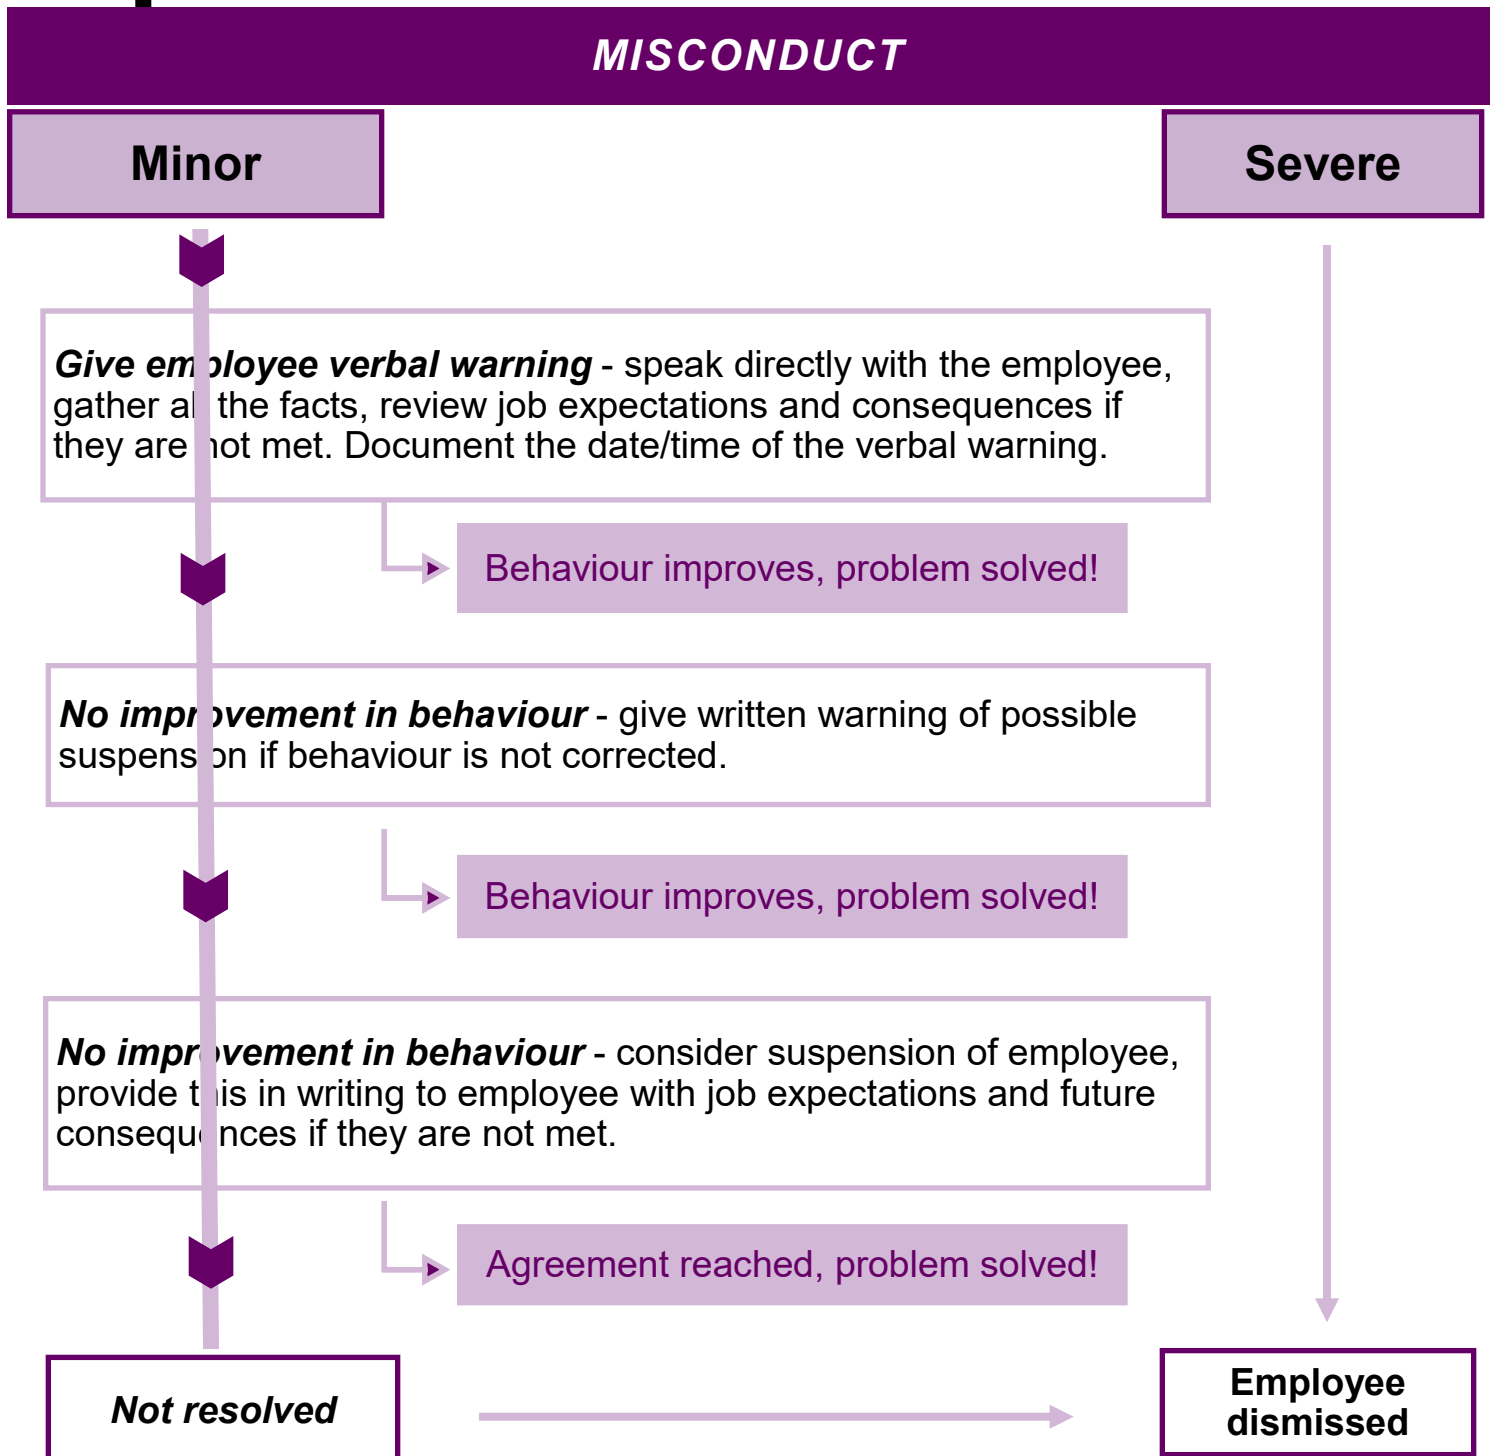 MISCONDUCT
Minor
Severe
Give employee verbal warning - speak directly with the employee,
gather all the facts, review job expectations and consequences if
they are not met. Document the date/time of the verbal warning.
Behaviour improves, problem solved!
No improvement in behaviour - give written warning of possible
suspension if behaviour is not corrected.
Behaviour improves, problem solved!
No improvement in behaviour - consider suspension of employee,
provide this in writing to employee with job expectations and future
consequences if they are not met.
Agreement reached, problem solved!
Not resolved
Employee
dismissed